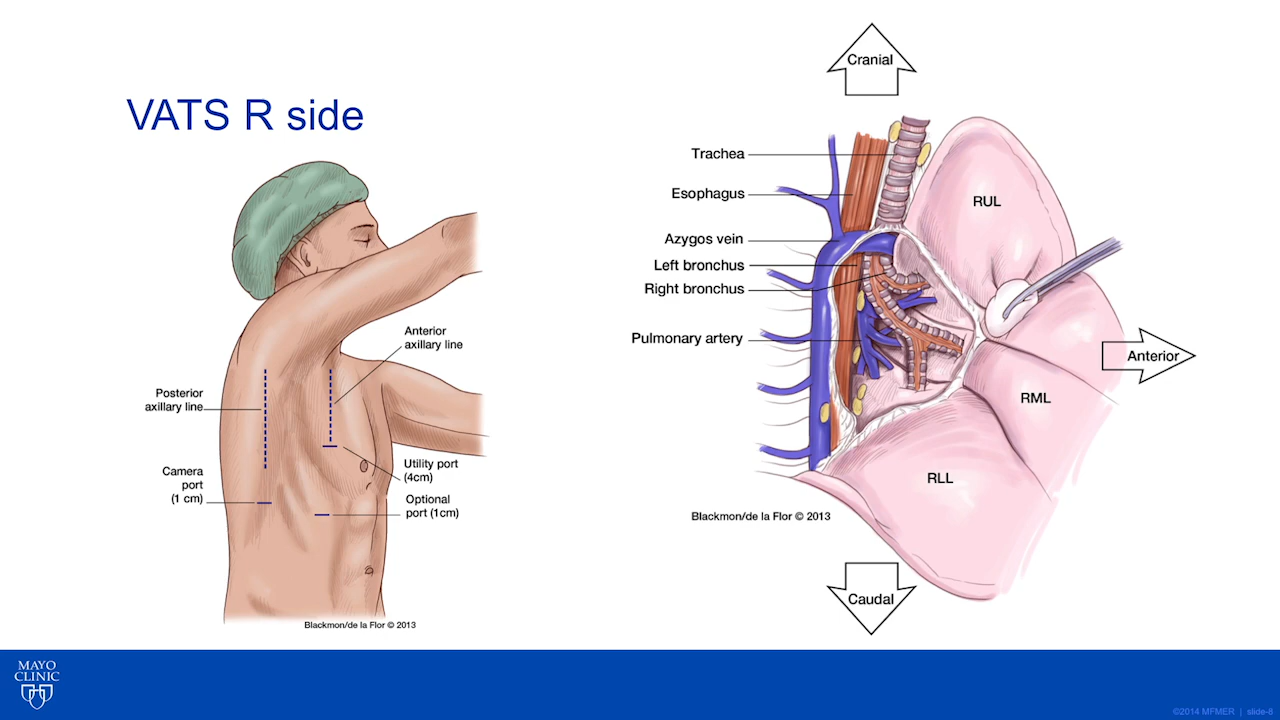 VATS R side
Anterior
axillary line
Posterior
axillary line
Camera
port
(1 cm)
Utility port
(4cm)
Optional
port (1cm)
Blackmon/de la Flor © 2013
Cranial
Trachea
Esophagus
Azygos vein
Left bronchus
Right bronchus
Pulmonary artery
RUL
Anterior
RML
RLL
Blackmon/de la Flor © 2013
Caudal
MAYO
CLINIC
©2014 MFMER | slide-8